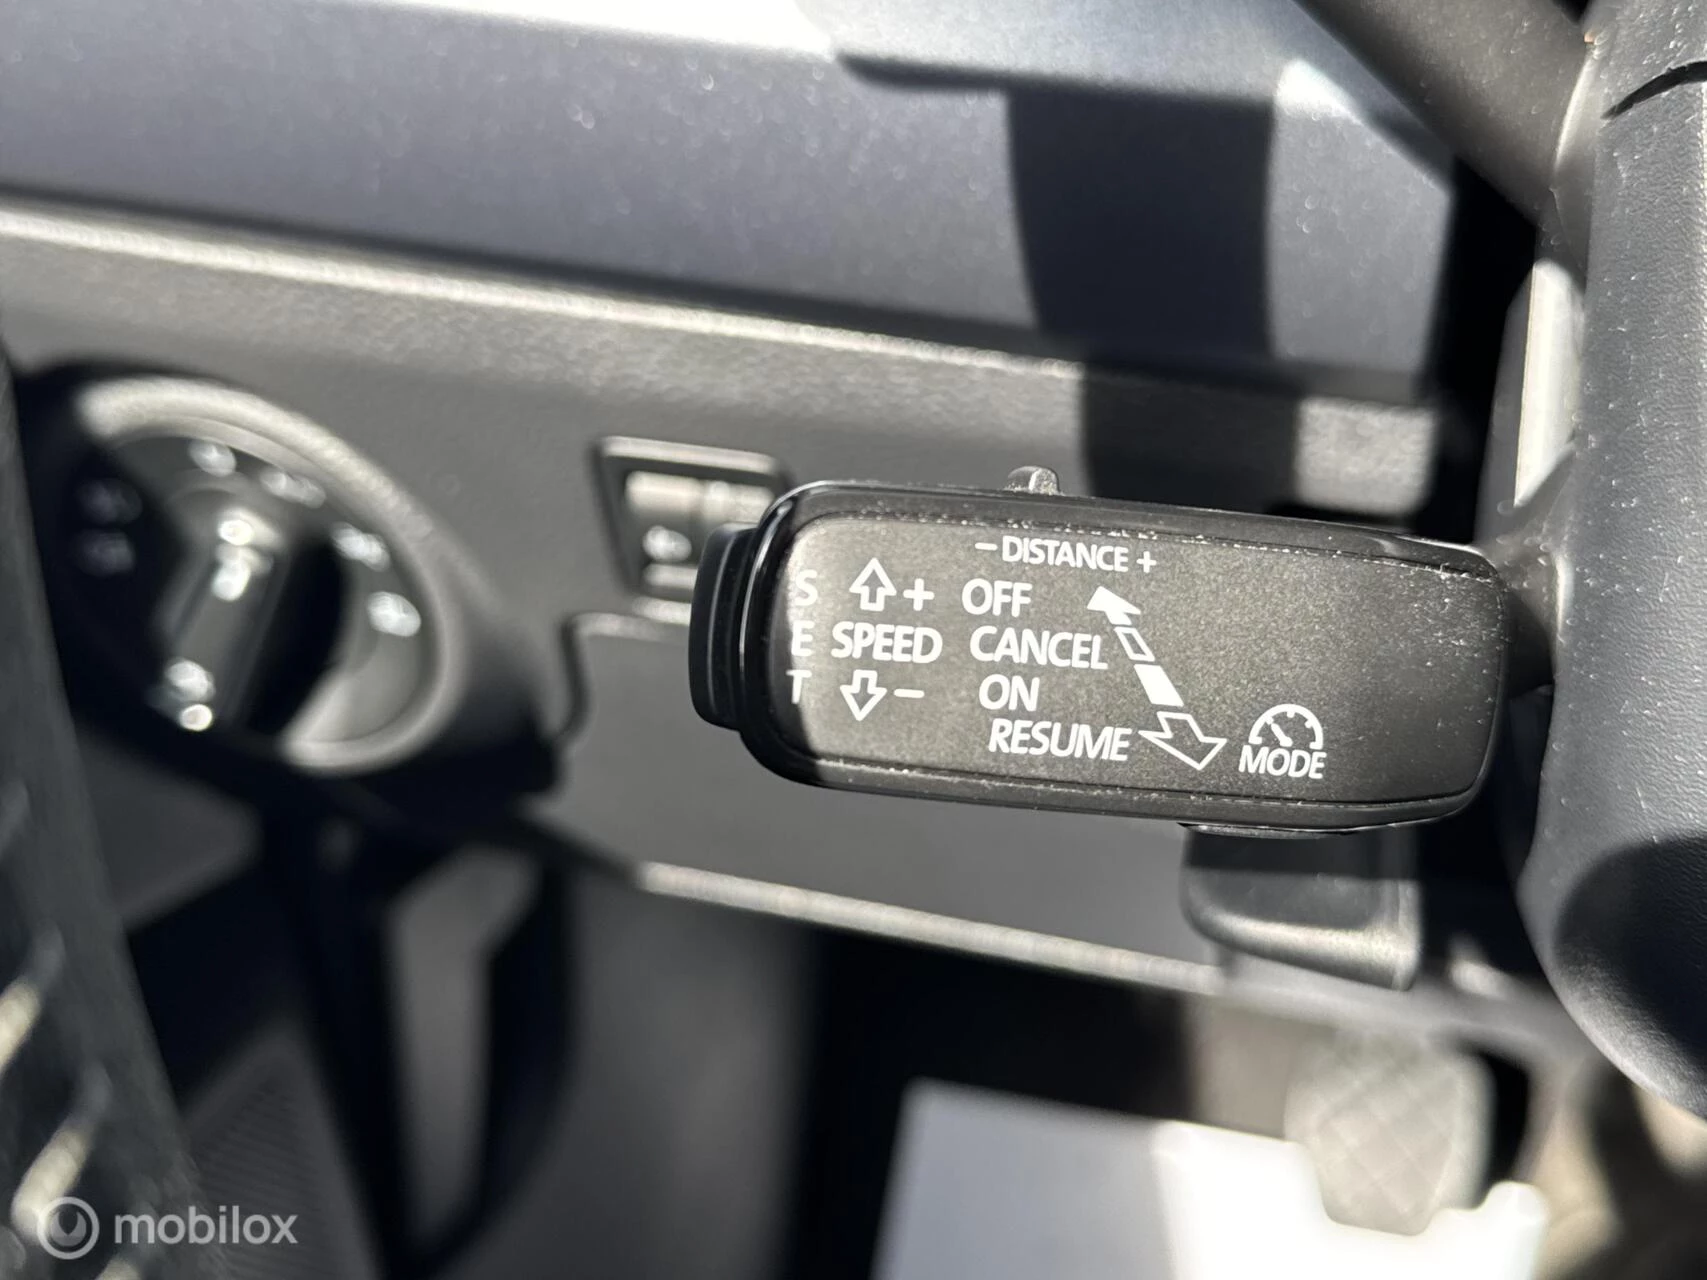 – DISTANCE +
S + OFF
E SPEED CANCEL
T – ON
RESUME
MODE
mobilox